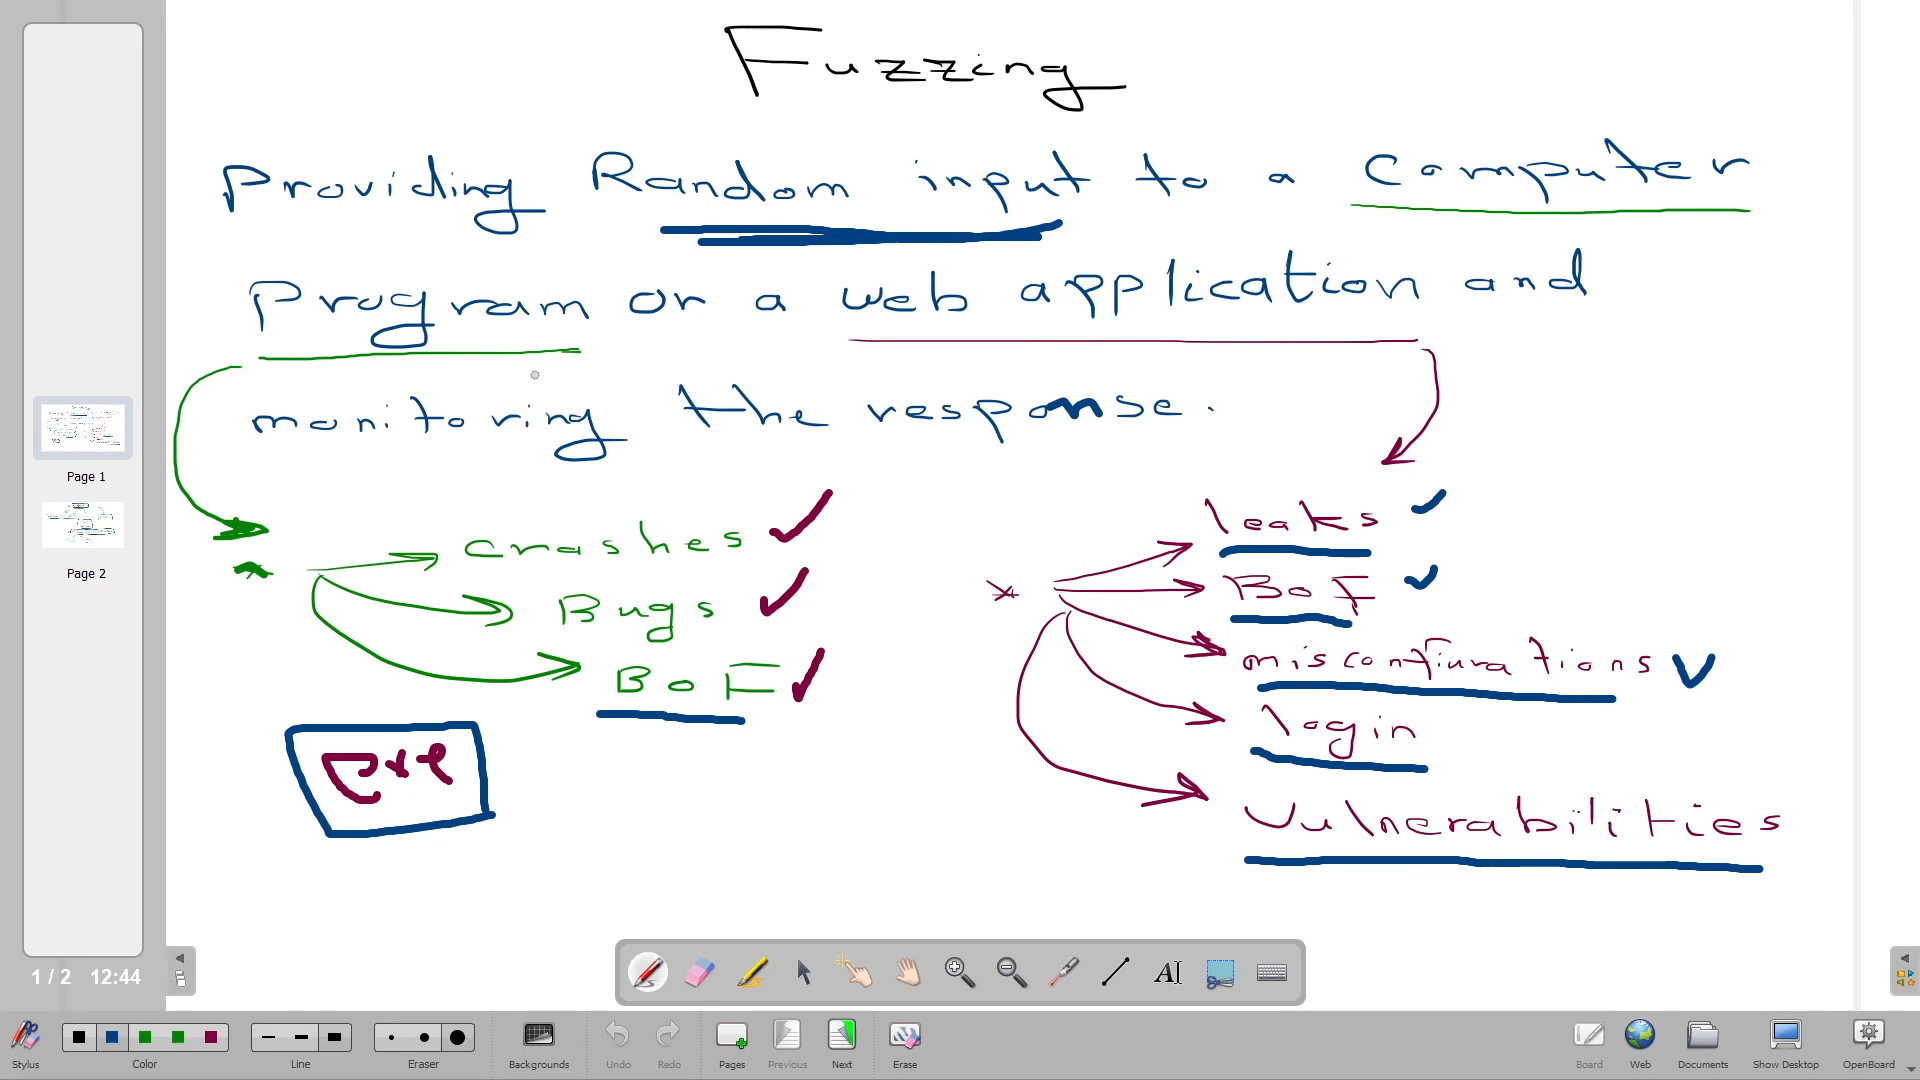 Fuzzing
Providing Random input to a computer
Program or a web application and
monitoring the response.
Crashes
Bugs
BoF
exe
leaks
BoF
misconfiurations
login
Vulnerabilities
Page 1
Page 2
1 / 2 12:44
Stylus
Color
Line
Eraser
Backgrounds
Undo
Redo
Pages
Previous
Next
Erase
Board
Web
Documents
Show Desktop
OpenBoard